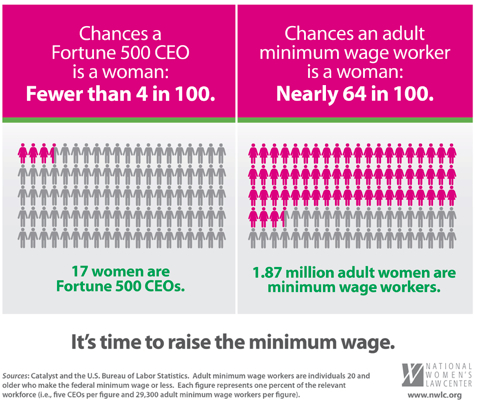 Chances a
Fortune 500 CEO
is a woman:
Fewer than 4 in 100.
Chances an adult
minimum wage worker
is a woman:
Nearly 64 in 100.
17 women are
Fortune 500 CEOs.
1.87 million adult women are
minimum wage workers.
It's time to raise the minimum wage.
Sources: Catalyst and the U.S. Bureau of Labor Statistics. Adult minimum wage workers are individuals 20 and
older who make the federal minimum wage or less. Each figure represents one percent of the relevant
workforce (i.e., five CEOs per figure and 29,300 adult minimum wage workers per figure).
NATIONAL
WOMEN'S
LAW CENTER
www.nwlc.org